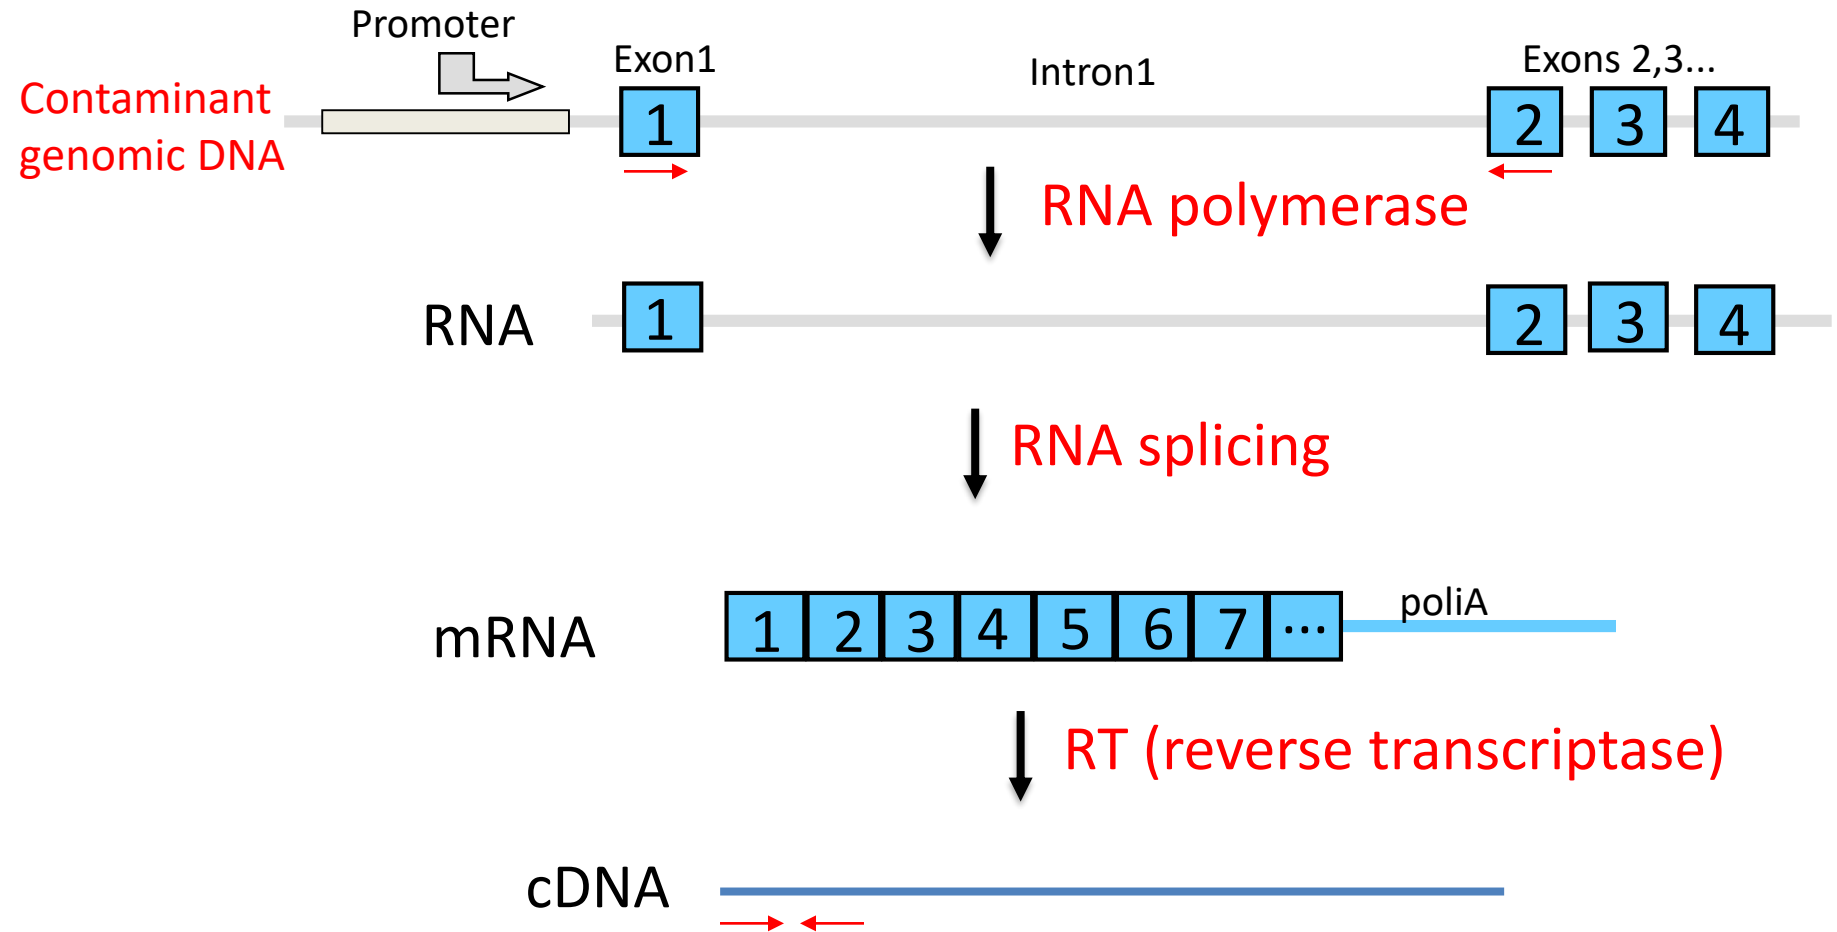 Promoter
Exon1
Intron1
Exons 2,3...
Contaminant
genomic DNA
1
2
3
4
RNA polymerase
RNA
1
2
3
4
RNA splicing
mRNA
1 2 3 4 5 6 7 ...
poliA
RT (reverse transcriptase)
cDNA